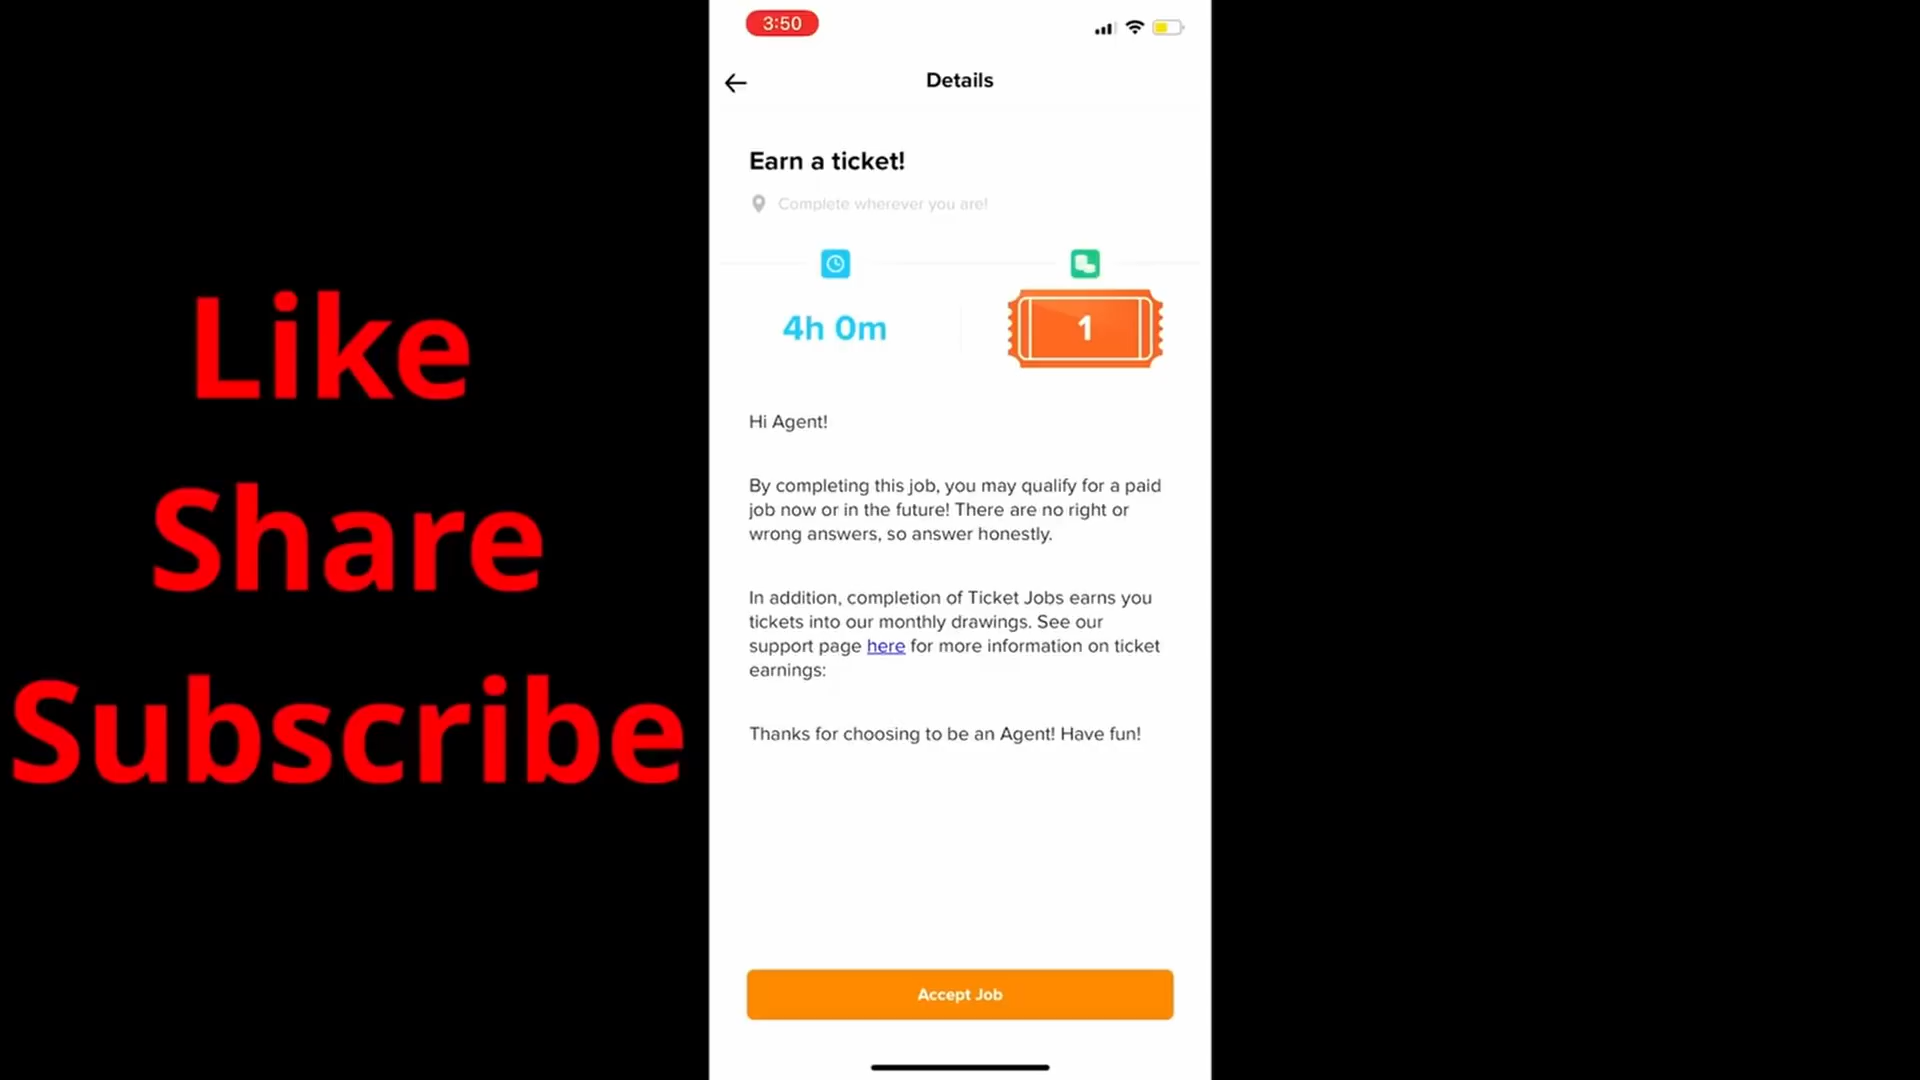 Like
Share
Subscribe
3:50
Details
Earn a ticket!
Complete wherever you are!
4h 0m
1
Hi Agent!
By completing this job, you may qualify for a paid
job now or in the future! There are no right or
wrong answers, so answer honestly.
In addition, completion of Ticket Jobs earns you
tickets into our monthly drawings. See our
support page here for more information on ticket
earnings:
Thanks for choosing to be an Agent! Have fun!
Accept Job